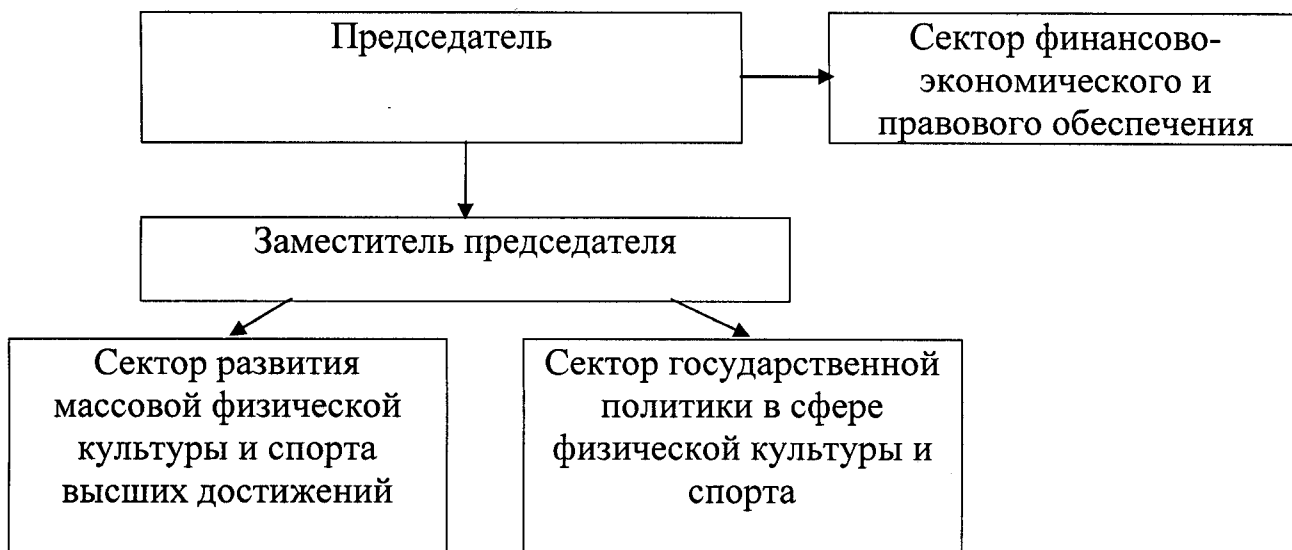 Председатель
Сектор финансово-
экономического и
правового обеспечения
Заместитель председателя
Сектор развития
массовой физической
культуры и спорта
высших достижений
Сектор государственной
политики в сфере
физической культуры и
спорта